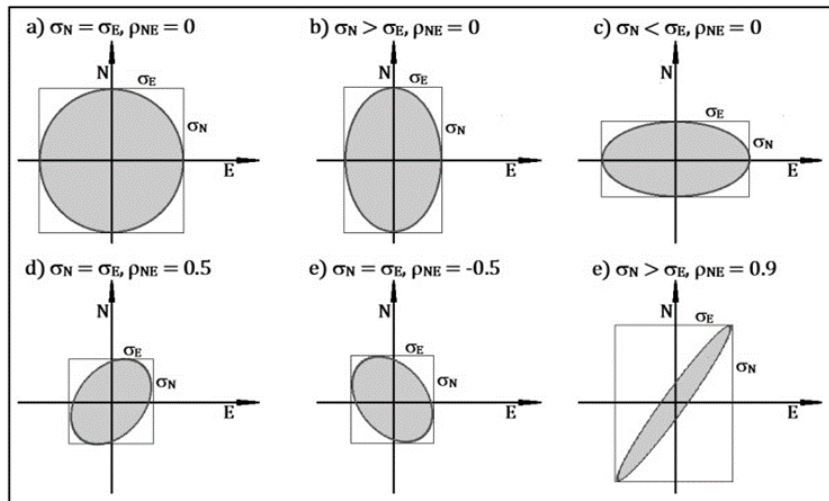 a) σN = σE, ρNE = 0
b) σN > σE, ρNE = 0
c) σN < σE, ρNE = 0
N
σE
σN
E
N
σE
σN
E
N
σE
σN
E
d) σN = σE, ρNE = 0.5
e) σN = σE, ρNE = -0.5
e) σN > σE, ρNE = 0.9
N
σE
σN
E
N
σE
σN
E
N
σE
σN
E